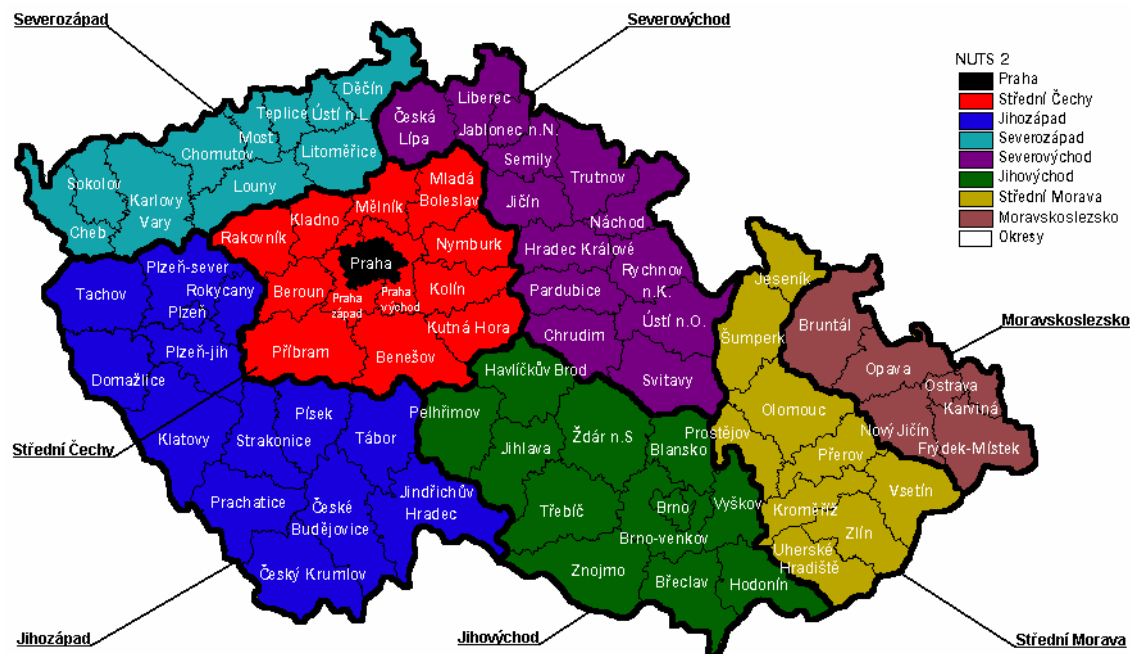 Severozápad
Severovýchod
NUTS 2
Praha
Střední Čechy
Jihozápad
Severozápad
Severovýchod
Jihovýchod
Střední Morava
Moravskoslezsko
Okresy
Děčín
Liberec
Teplice
Ústí n.L.
Česká
Lípa
Jablonec n.N.
Most
Chomutov
Litoměřice
Semily
Sokolov
Louny
Mladá
Boleslav
Trutnov
Karlovy
Vary
Kladno
Mělník
Jičín
Cheb
Rakovník
Nymburk
Náchod
Hradec Králové
Plzeň-sever
Praha
Rychnov
n.K.
Jeseník
Tachov
Rokycany
Beroun
Praha
západ
Praha
východ
Kolín
Pardubice
Plzeň
Kutná Hora
Ústí n.O.
Bruntál
Moravskoslezsko
Plzeň-jih
Příbram
Benešov
Chrudim
Šumperk
Domažlice
Havlíčkův Brod
Svitavy
Opava
Ostrava
Karviná
Písek
Pelhřimov
Olomouc
Nový Jičín
Střední Čechy
Klatovy
Strakonice
Tábor
Jihlava
Ždár n.S
Blansko
Prostějov
Přerov
Frýdek-Místek
Prachatice
České
Budějovice
Jindřichův
Hradec
Třebíč
Brno
Vyškov
Kroměříž
Vsetín
Brno-venkov
Zlín
Český Krumlov
Znojmo
Břeclav
Hodonín
Uherské
Hradiště
Jihozápad
Jihovýchod
Střední Morava